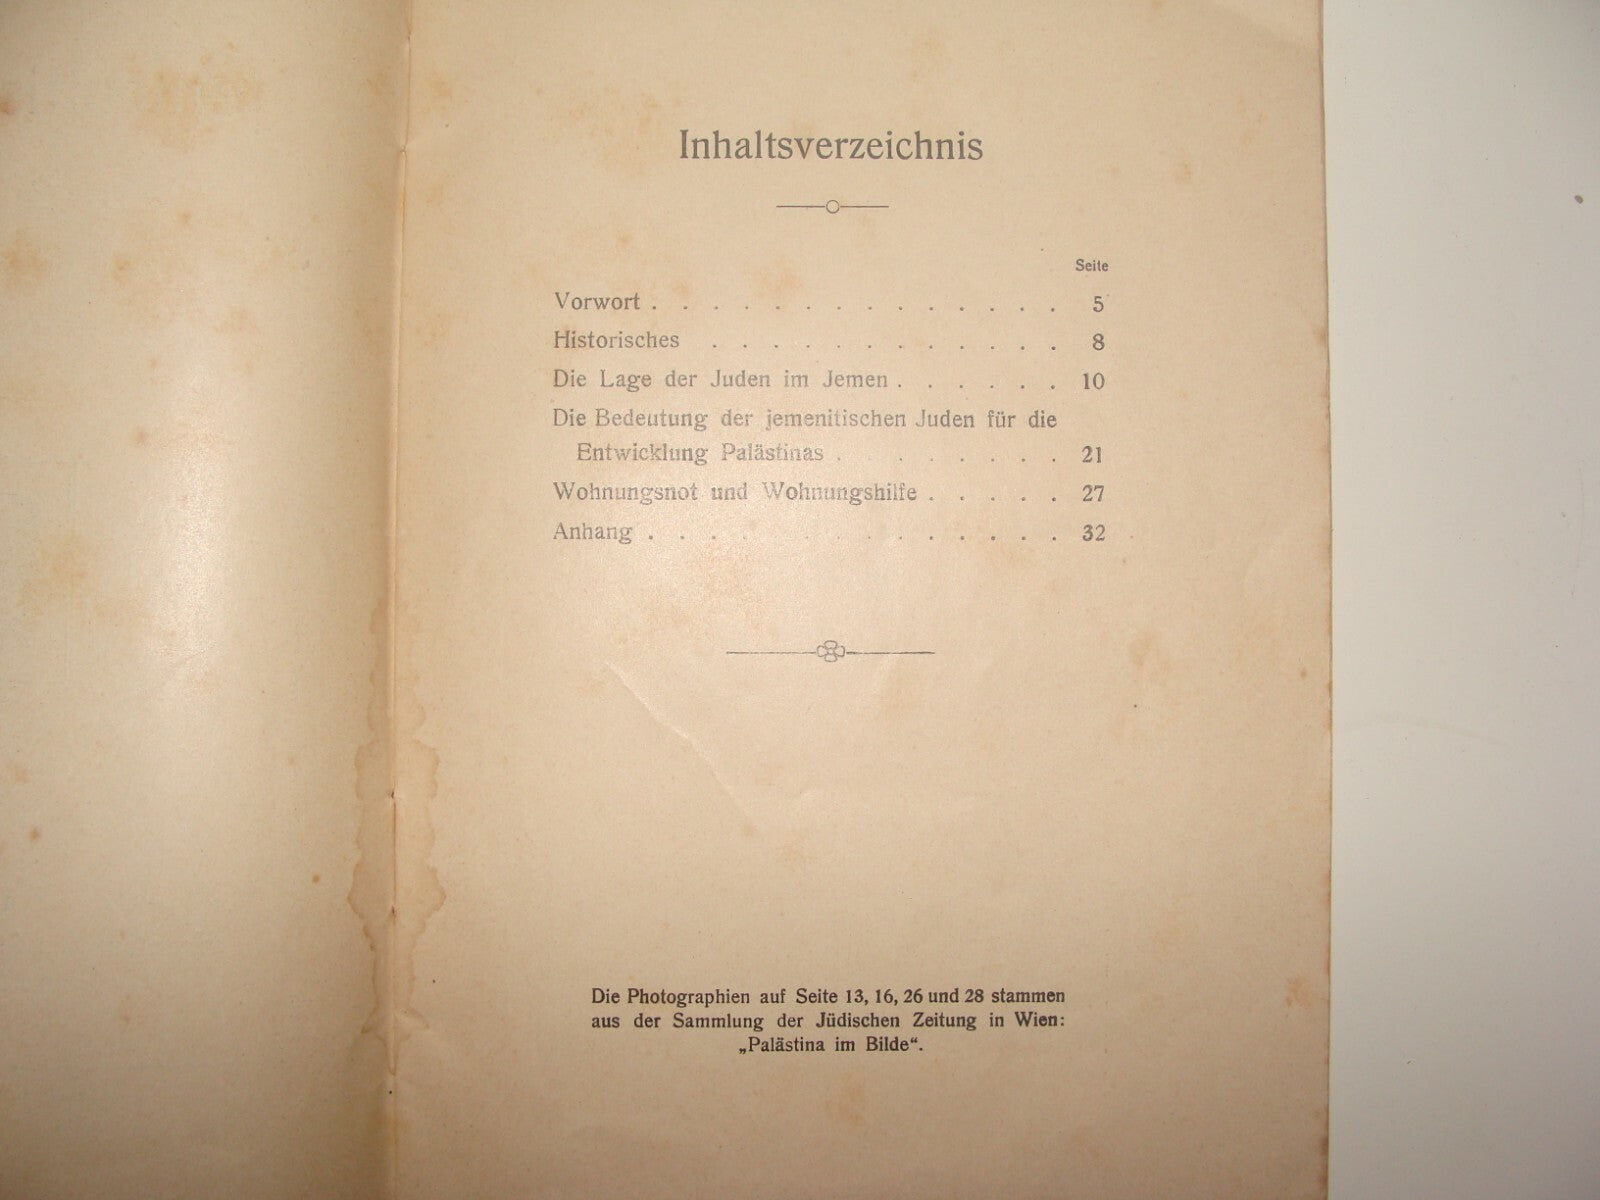 Inhaltsverzeichnis
Seite
Vorwort . . . . . . . . . . . . . . 5
Historisches . . . . . . . . . . . . 8
Die Lage der Juden im Jemen . . . . . . 10
Die Bedeutung der jemenitischen Juden für die
Entwicklung Palästinas . . . . . . . . 21
Wohnungsnot und Wohnungshilfe . . . . . 27
Anhang . . . . . . . . . . . . . . 32
Die Photographien auf Seite 13, 16, 26 und 28 stammen
aus der Sammlung der Jüdischen Zeitung in Wien:
„Palästina im Bilde“.